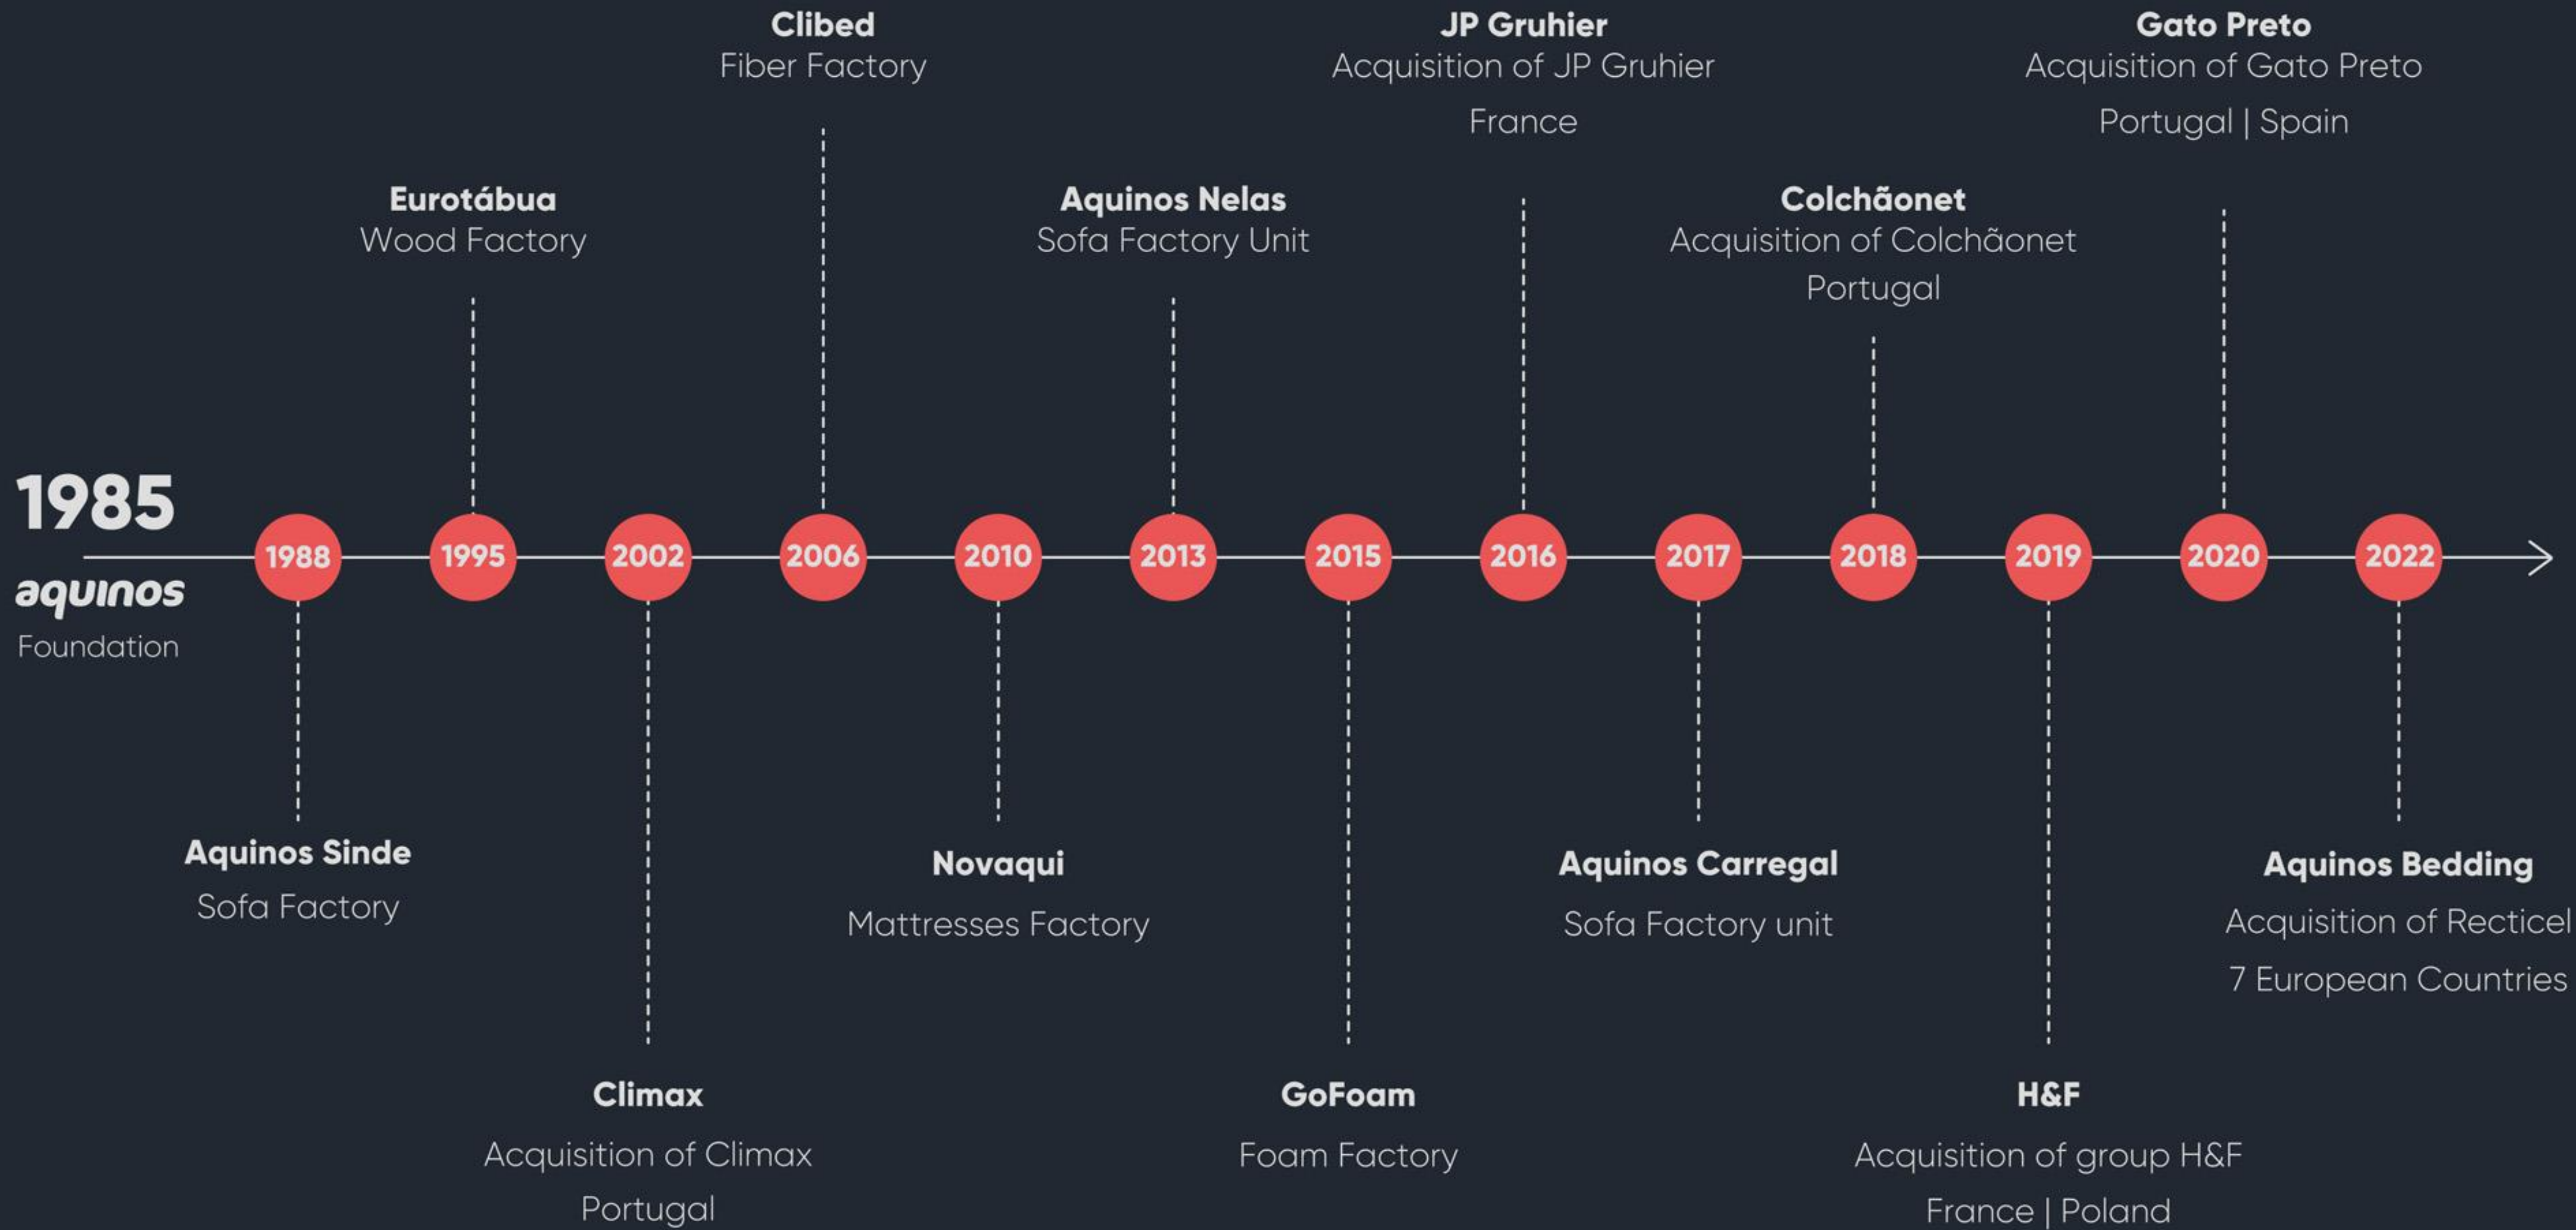 1985
aquinos
Foundation
1988
Aquinos Sinde
Sofa Factory
1995
Eurotábua
Wood Factory
2002
Climax
Acquisition of Climax
Portugal
2006
Clibed
Fiber Factory
2010
Novaqui
Mattresses Factory
2013
Aquinos Nelas
Sofa Factory Unit
2015
GoFoam
Foam Factory
2016
JP Gruhier
Acquisition of JP Gruhier
France
2017
Aquinos Carregal
Sofa Factory unit
2018
Colchãonet
Acquisition of Colchãonet
Portugal
2019
H&F
Acquisition of group H&F
France | Poland
2020
Gato Preto
Acquisition of Gato Preto
Portugal | Spain
2022
Aquinos Bedding
Acquisition of Recticel
7 European Countries